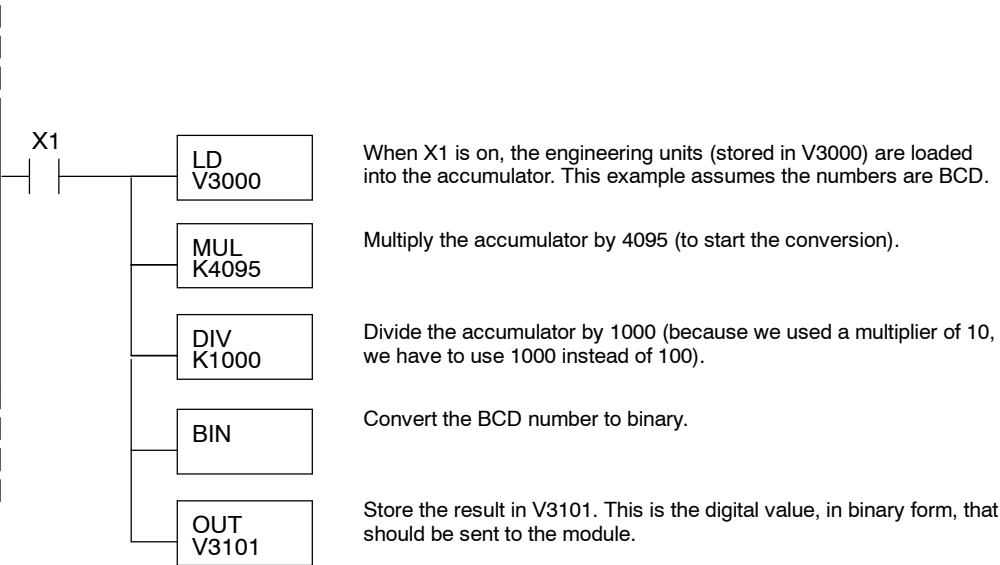 X1
LD
V3000
When X1 is on, the engineering units (stored in V3000) are loaded
into the accumulator. This example assumes the numbers are BCD.
MUL
K4095
Multiply the accumulator by 4095 (to start the conversion).
DIV
K1000
Divide the accumulator by 1000 (because we used a multiplier of 10,
we have to use 1000 instead of 100).
BIN
Convert the BCD number to binary.
OUT
V3101
Store the result in V3101. This is the digital value, in binary form, that
should be sent to the module.